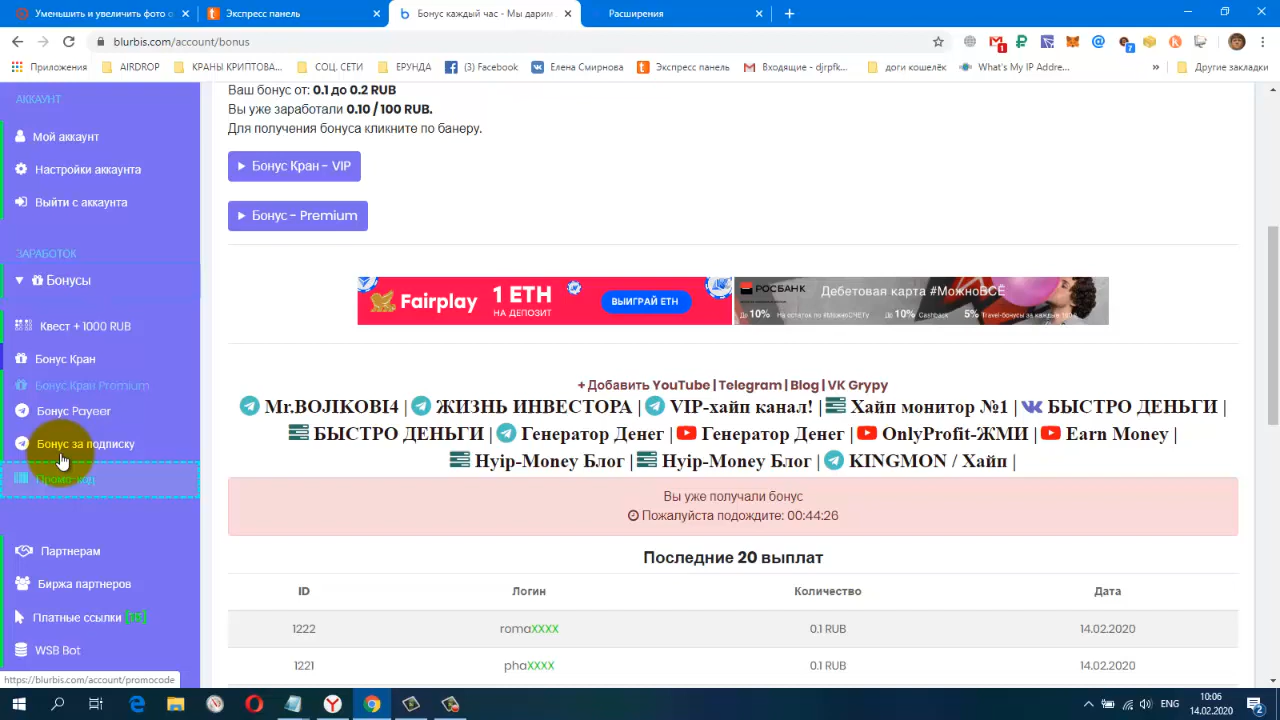 Уменьшить и увеличить фото с
Экспресс панель
Бонус каждый час - Мы дарим
Расширения
blurbis.com/account/bonus
Приложения
AIRDROP
КРАНЫ КРИПТОВА...
СОЦ. СЕТИ
ЕРУНДА
(3) Facebook
Елена Смирнова
Экспресс панель
Входящие - djrpfk...
доги кошелёк
What's My IP Addre...
»
Другие закладки
АККАУНТ
Мой аккаунт
Настройки аккаунта
Выйти с аккаунта
ЗАРАБОТОК
Бонусы
Квест + 1000 RUB
Бонус Кран
Бонус Кран Premium
Бонус Payeer
Бонус за подписку
Партнерам
Биржа партнеров
Платные ссылки
WSB Bot
https://blurbis.com/account/promocode
Ваш бонус от: 0.1 до 0.2 RUB
Вы уже заработали 0.10 / 100 RUB.
Для получения бонуса кликните по банеру.
Бонус Кран - VIP
Бонус - Premium
Fairplay 1 ETH НА ДЕПОЗИТ ВЫИГРАЙ ETH
РОСБАНК Дебетовая карта #МожноВСЁ
До 10% До 10% Cashback 5%
+ Добавить YouTube | Telegram | Blog | VK Grypy
Mr.BOJIKOBI4 | ЖИЗНЬ ИНВЕСТОРА | VIP-хайп канал! | Хайп монитор №1 | БЫСТРО ДЕНЬГИ |
БЫСТРО ДЕНЬГИ | Генератор Денег | Генератор Денег | OnlyProfit-ЖМИ | Earn Money |
Hyip-Money Блог | Hyip-Money Блог | KINGMON / Хайп |
Вы уже получали бонус
Пожалуйста подождите: 00:44:26
Последние 20 выплат
ID Логин Количество Дата
1222 romaXXXX 0.1 RUB 14.02.2020
1221 phaXXXX 0.1 RUB 14.02.2020
ENG
10:06
14.02.2020